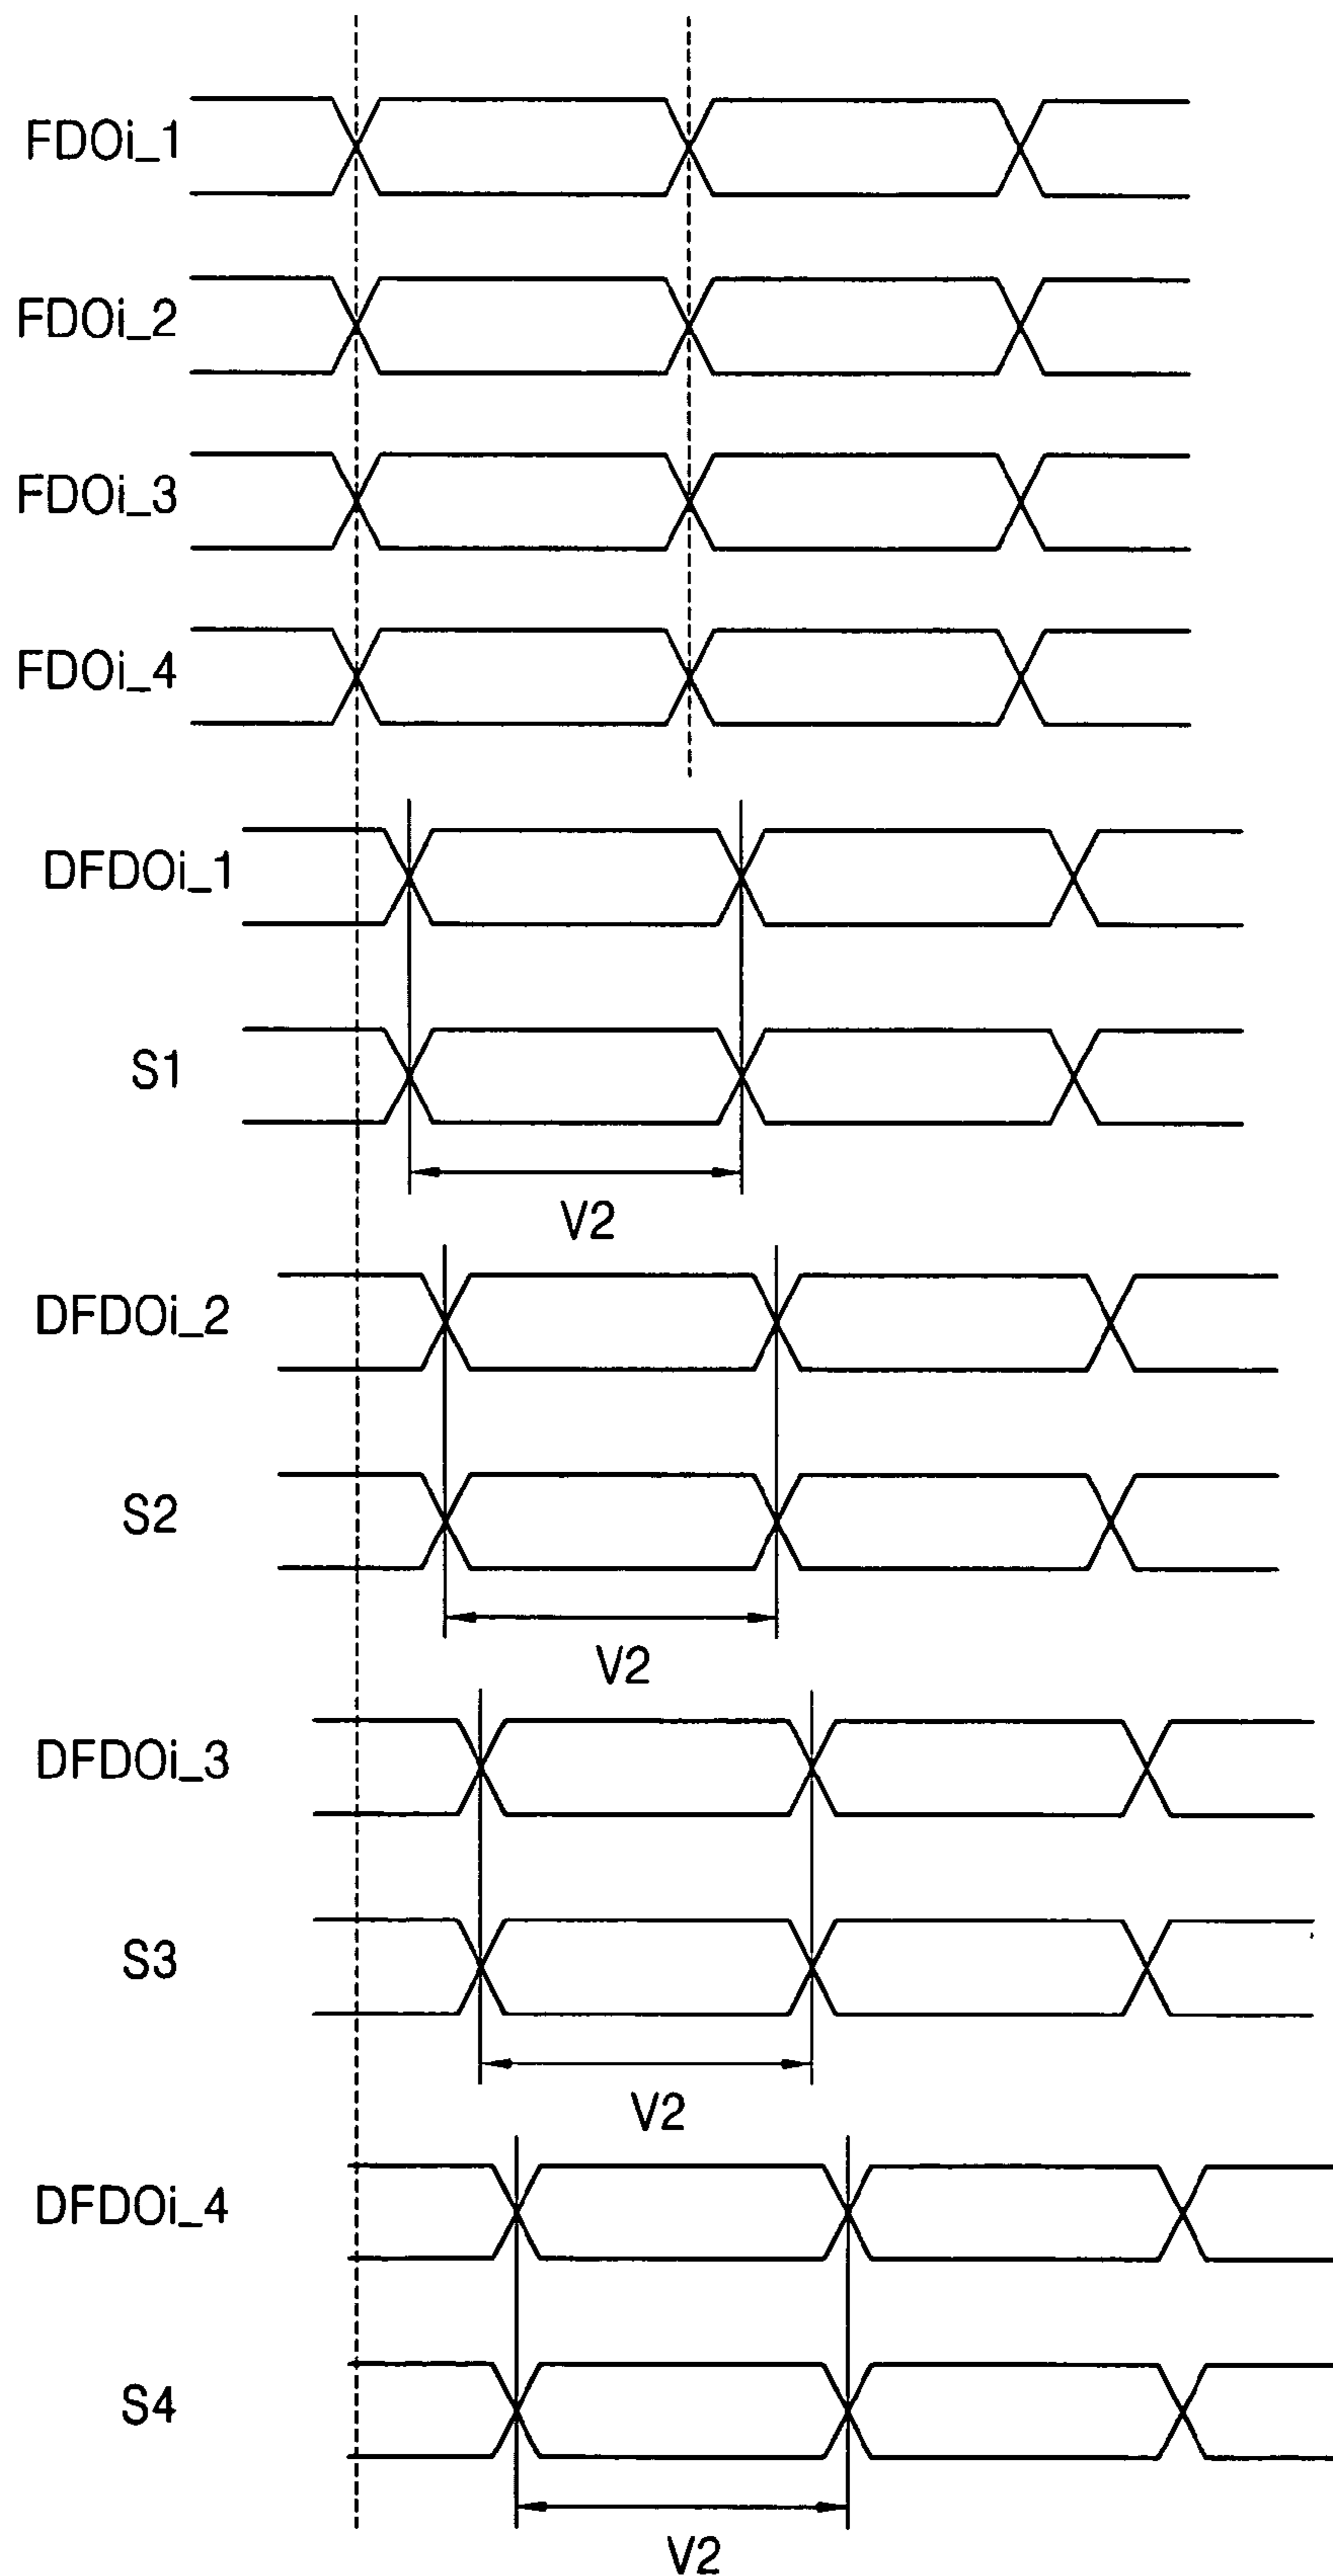 FDOi_1
FDOi_2
FDOi_3
FDOi_4
DFDOi_1
S1
V2
DFDOi_2
S2
V2
DFDOi_3
S3
V2
DFDOi_4
S4
V2